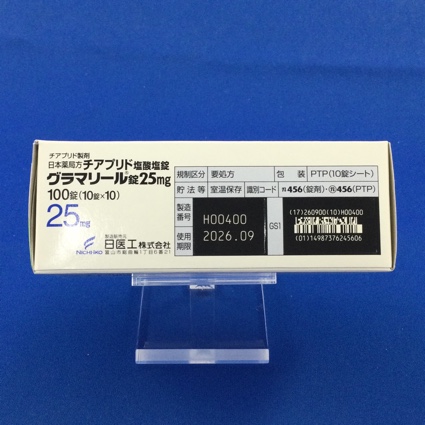 チアプリド製剤
日本薬局方 チアプリド塩酸塩錠
グラマリール®錠25mg
100錠(10錠×10)
25mg
製造販売元
Nichi-Iko 日医工株式会社
富山市総曲輪1丁目6番21
規制区分 処方 包装 PTP(10錠シート)
貯法等 室温保存 識別コード 456(錠剤)・456(PTP)
製造番号 H00400
使用期限 2026.09
GS1
(17)260900(10)H00400
(01)14987376245606